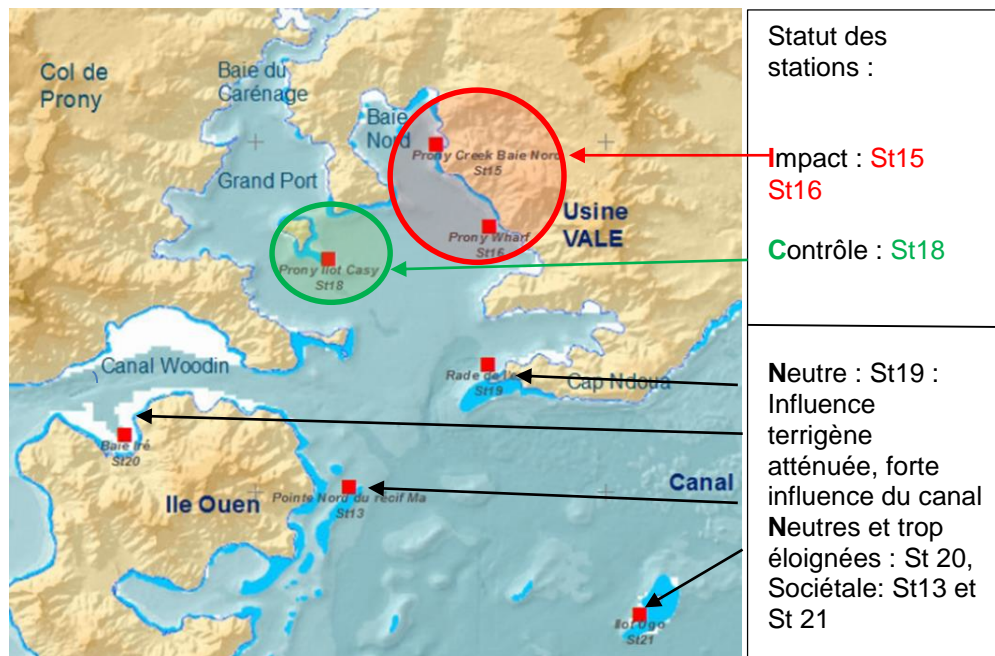 Col de
Prony
Baie du
Carénage
Baie
Nord
Prony Creek Baie Nord
St15
Grand Port
Usine
VALE
Prony Wharf
St16
Prony Ilot Casy
St18
Canal Woodin
Rade de l'
St19
Cap Ndoua
Baie Iré
St20
Ile Ouen
Pointe Nord du récif Ma
St13
Canal
Ilot Ugo
St21
Statut des
stations :
Impact : St15
St16
Contrôle : St18
Neutre : St19 :
Influence
terrigène
atténuée, forte
influence du canal
Neutres et trop
éloignées : St 20,
Sociétale: St13 et
St 21